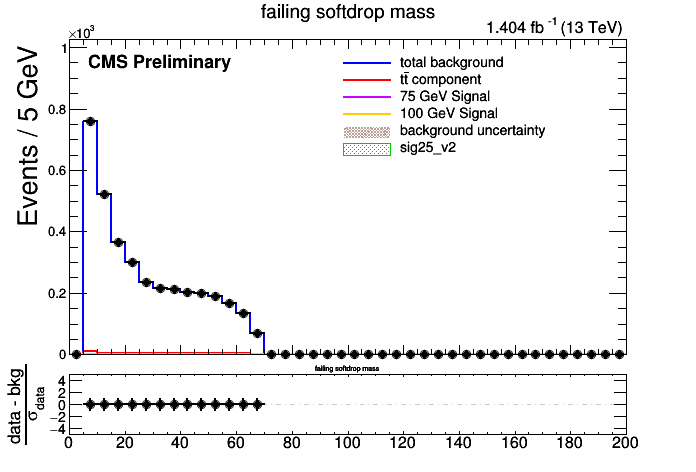 failing softdrop mass
×10³
1.404 fb⁻¹ (13 TeV)
CMS Preliminary
Events / 5 GeV
1
0.8
0.6
0.4
0.2
0
total background
tt̄ component
75 GeV Signal
100 GeV Signal
background uncertainty
sig25_v2
failing softdrop mass
data - bkg
σ data
4
2
0
−2
−4
0 20 40 60 80 100 120 140 160 180 200